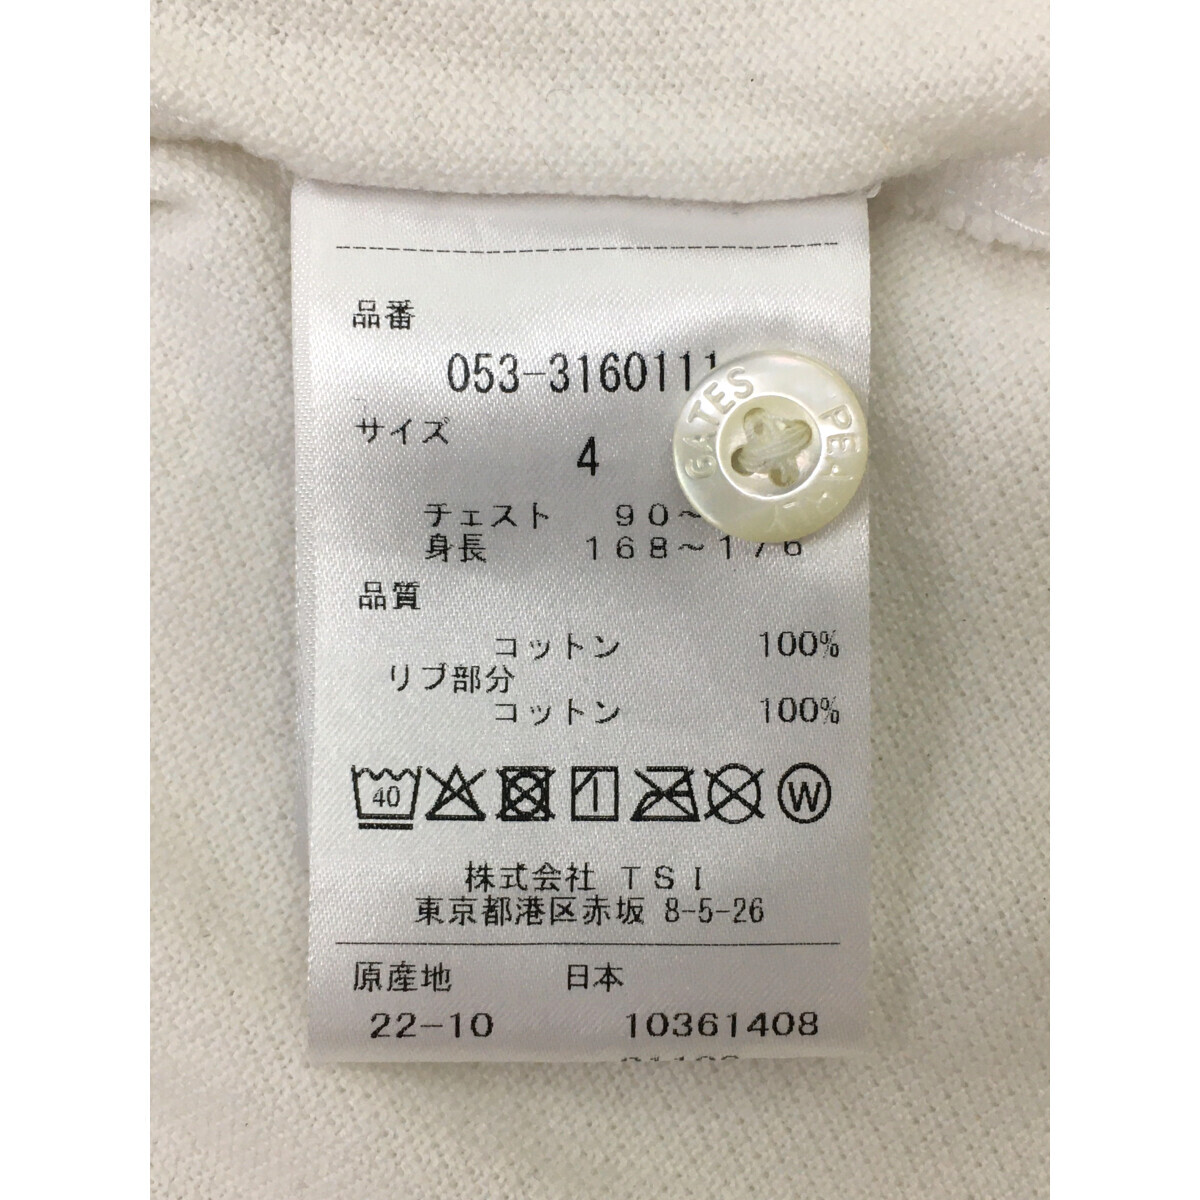 品番
053-3160111
サイズ
4
チェスト 90～
身長 168～176
品質
コットン 100%
リブ部分
コットン 100%
40
W
株式会社 TSI
東京都港区赤坂 8-5-26
原産地 日本
22-10 10361408
GATES